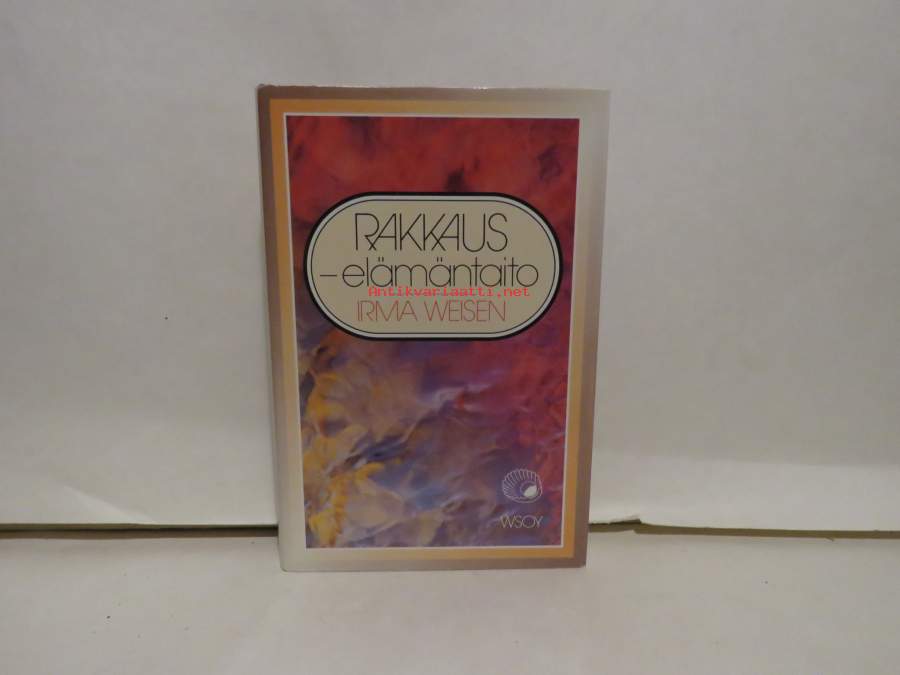 RAKKAUS
–elämäntaito
Antikvariaatti.net
IRMA WEISEN
WSOY